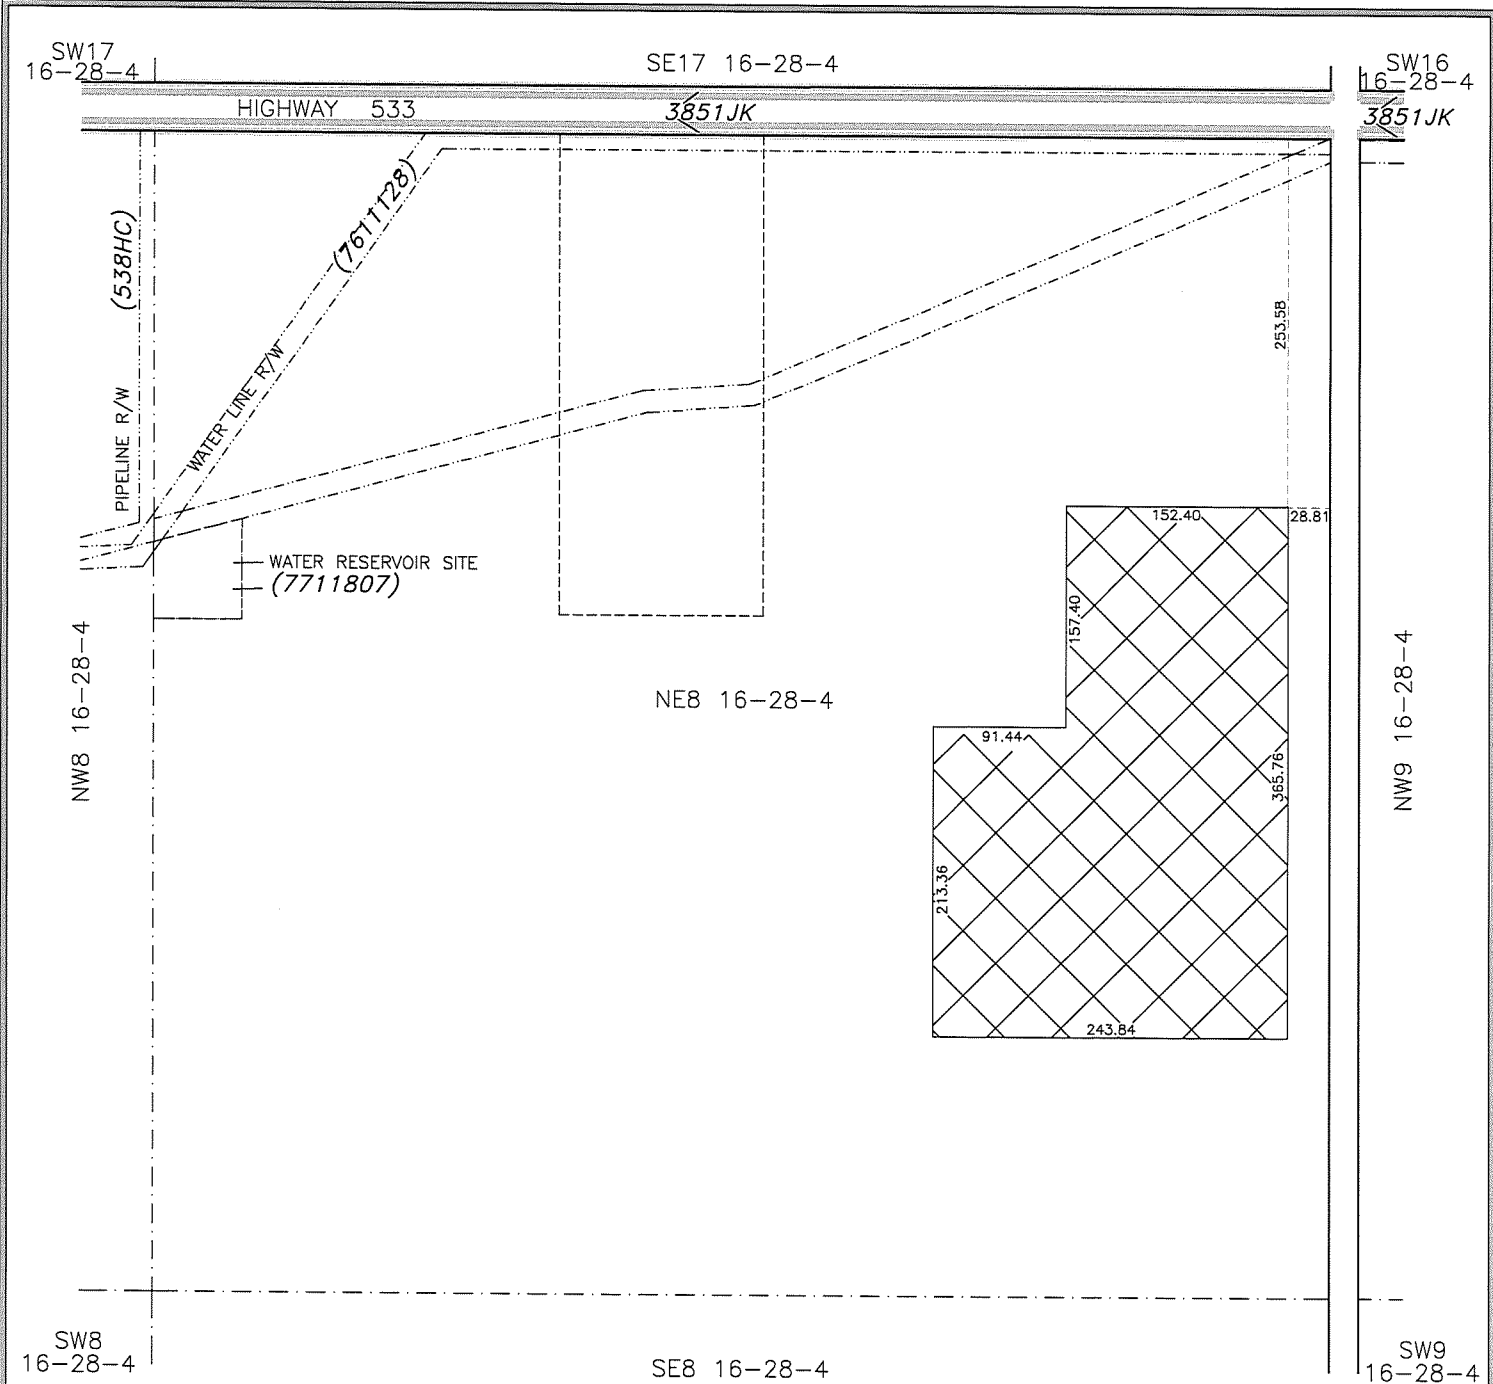 SW17
16-28-4
SE17 16-28-4
SW16
16-28-4
HIGHWAY 533
3851JK
3851JK
(538HC)
PIPELINE R/W
(7611128)
WATER LINE R/W
253.58
152.40
28.81
WATER RESERVOIR SITE
(7711807)
157.40
NW8 16-28-4
NE8 16-28-4
NW9 16-28-4
91.44
365.76
213.36
243.84
SW8
16-28-4
SE8 16-28-4
SW9
16-28-4